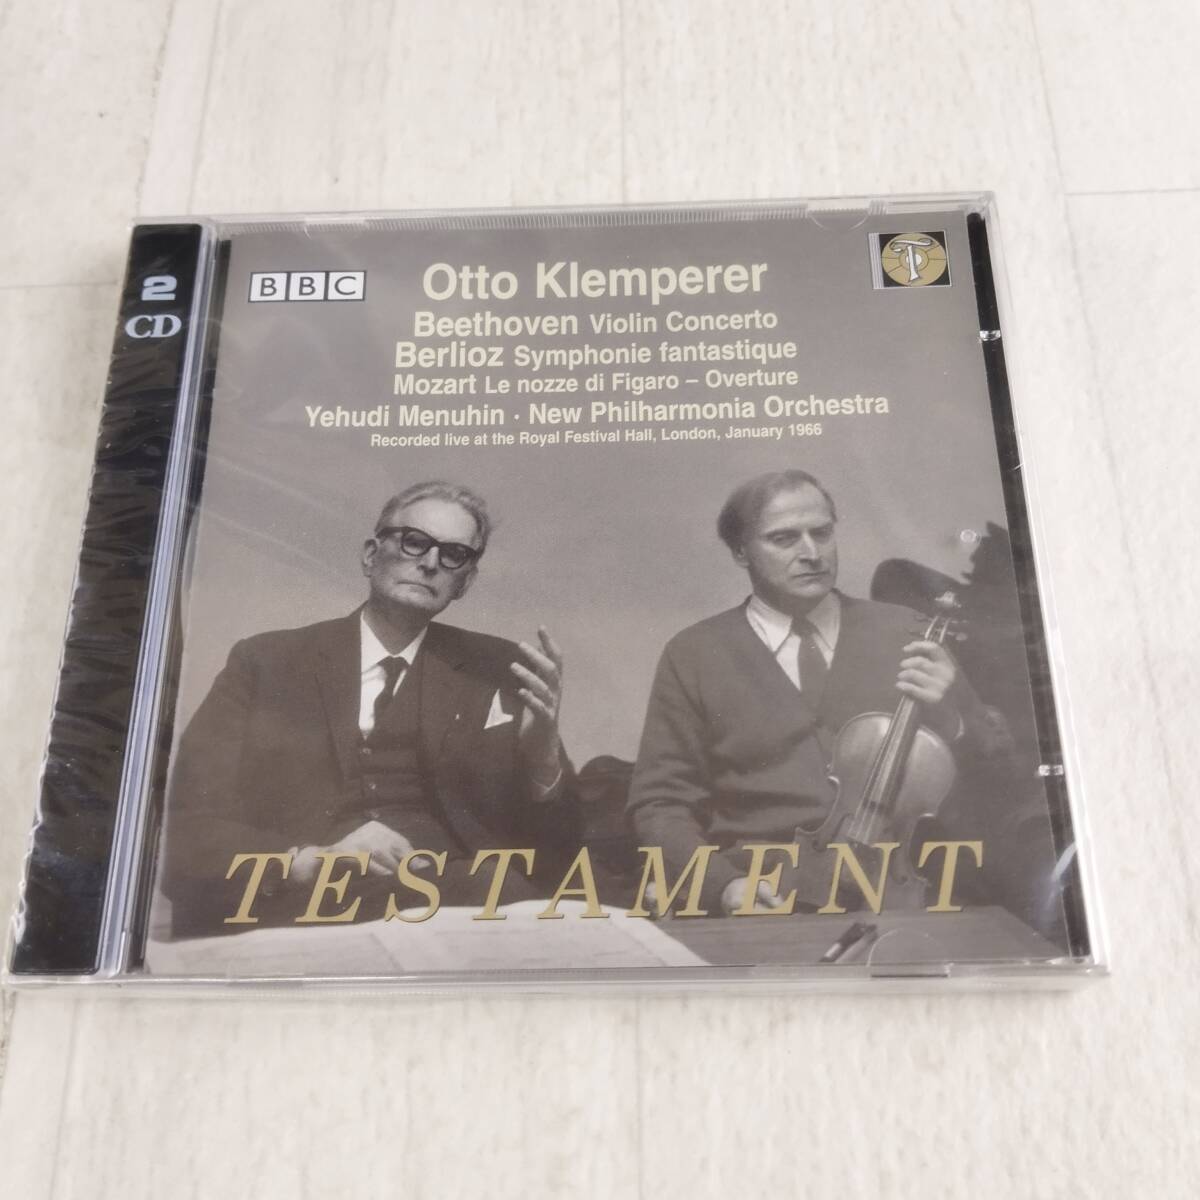 2
CD
BBC
Otto Klemperer
Beethoven Violin Concerto
Berlioz Symphonie fantastique
Mozart Le nozze di Figaro – Overture
Yehudi Menuhin · New Philharmonia Orchestra
Recorded live at the Royal Festival Hall, London, January 1966
TESTAMENT